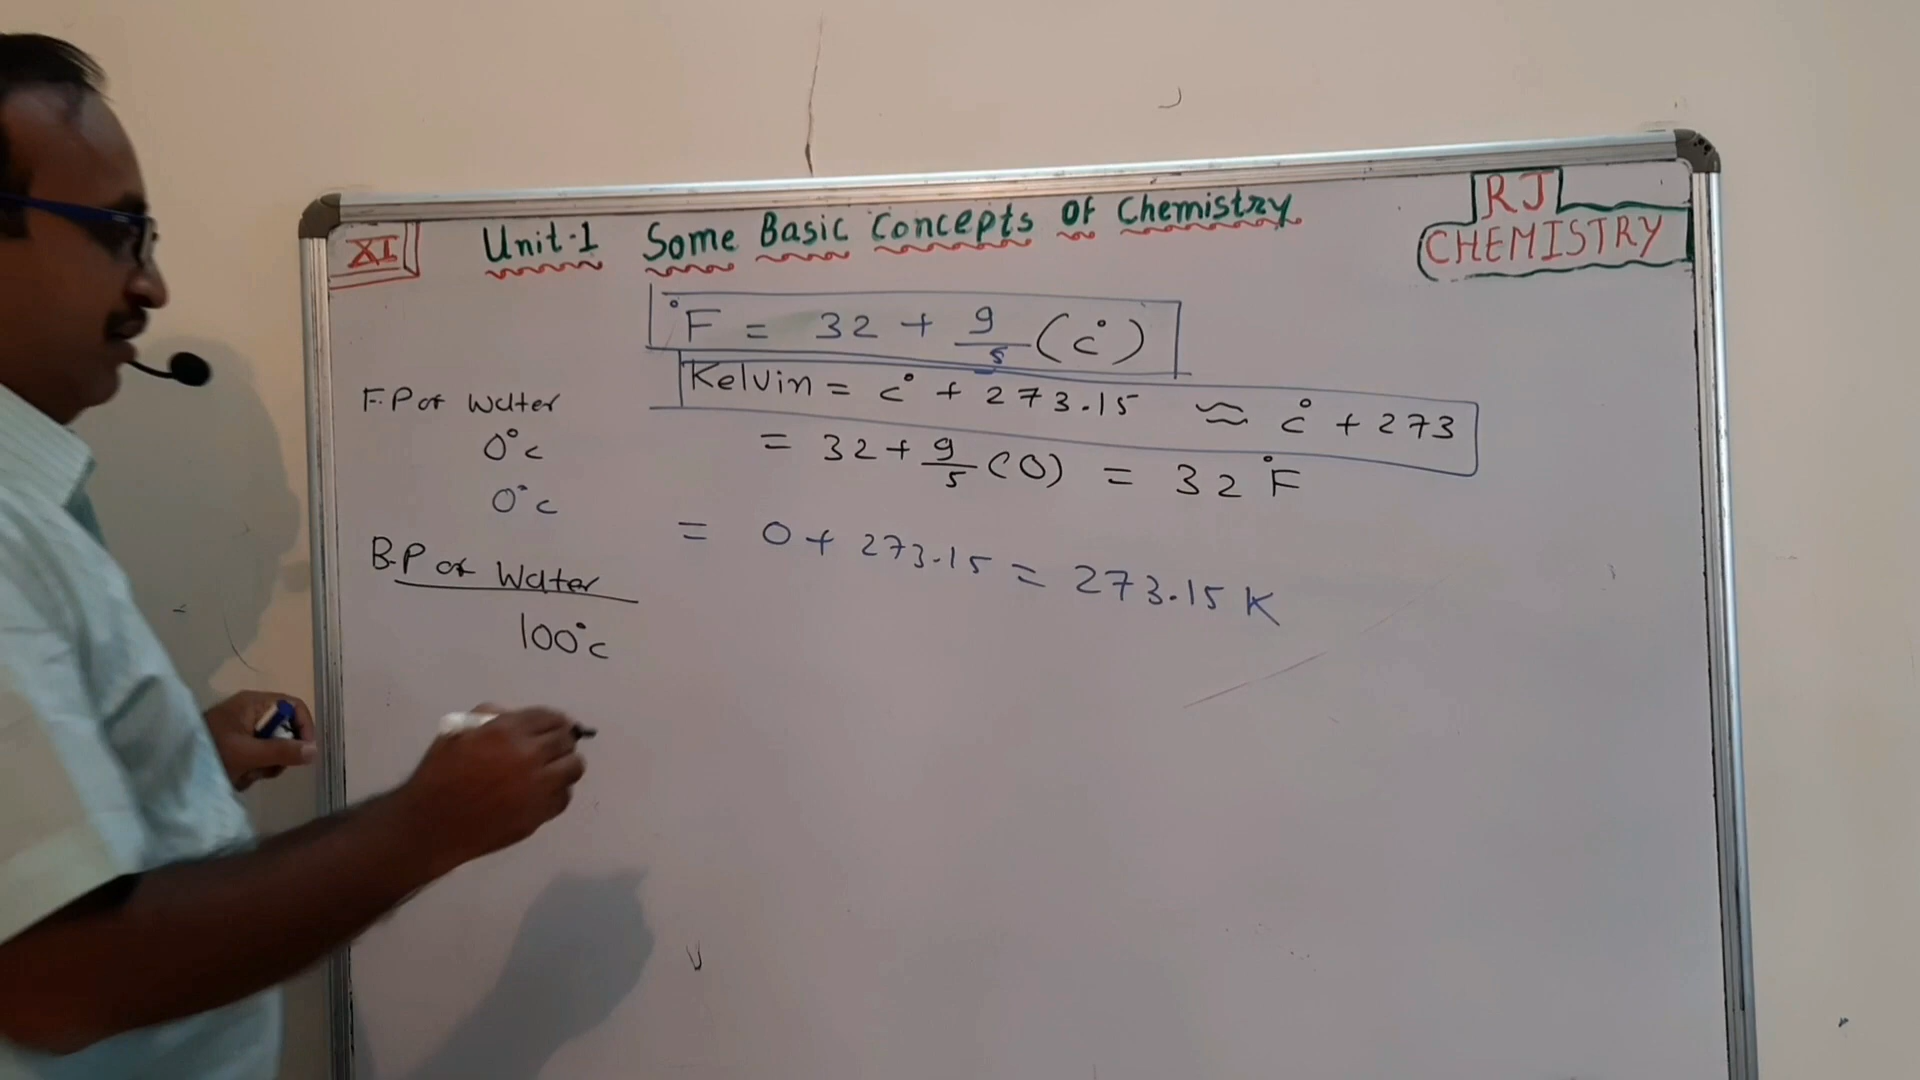 XI Unit-1 Some Basic Concepts Of Chemistry
RJ
CHEMISTRY
°F = 32 + 9/5 (c°)
Kelvin = c° + 273.15 ≈ c° + 273
F.P of Water
0°c = 32 + 9/5 (0) = 32 °F
0°c = 0 + 273.15 = 273.15 K
B.P of Water
100°c